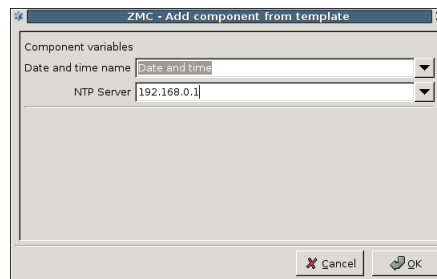 ZMC - Add component from template
Component variables
Date and time name Date and time
NTP Server 192.168.0.1
Cancel OK